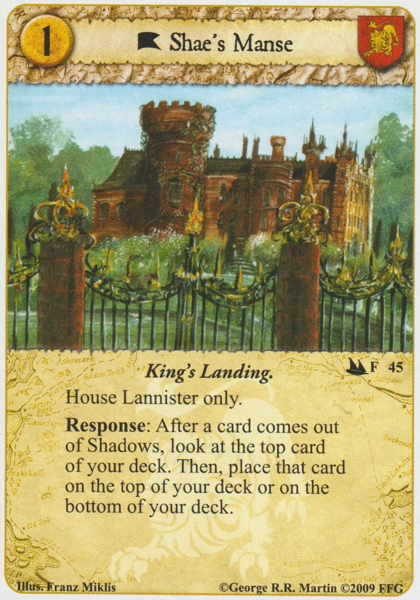 1
Shae's Manse
King's Landing.
F 45
House Lannister only.
Response: After a card comes out
of Shadows, look at the top card
of your deck. Then, place that card
on the top of your deck or on the
bottom of your deck.
Illus. Franz Miklis
©George R.R. Martin ©2009 FFG